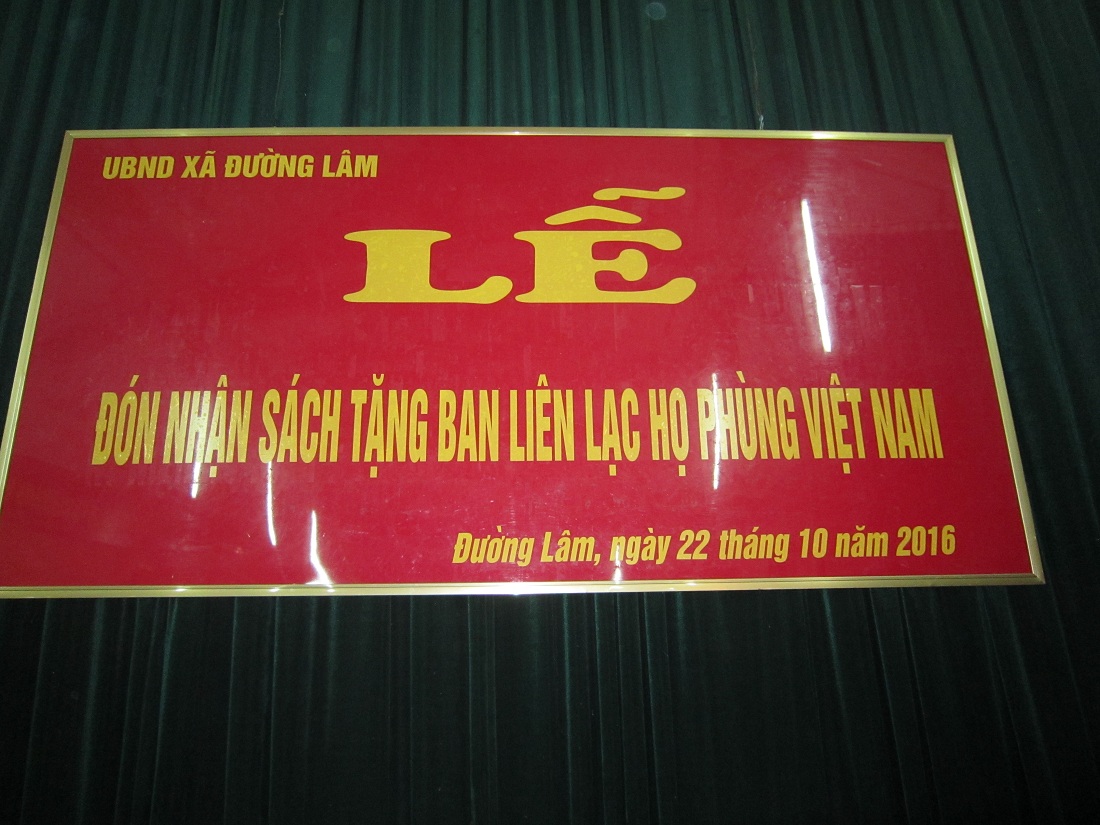 UBND XÃ ĐƯỜNG LÂM
LỄ
ĐÓN NHẬN SÁCH TẶNG BAN LIÊN LẠC HỌ PHÙNG VIỆT NAM
Đường Lâm, ngày 22 tháng 10 năm 2016